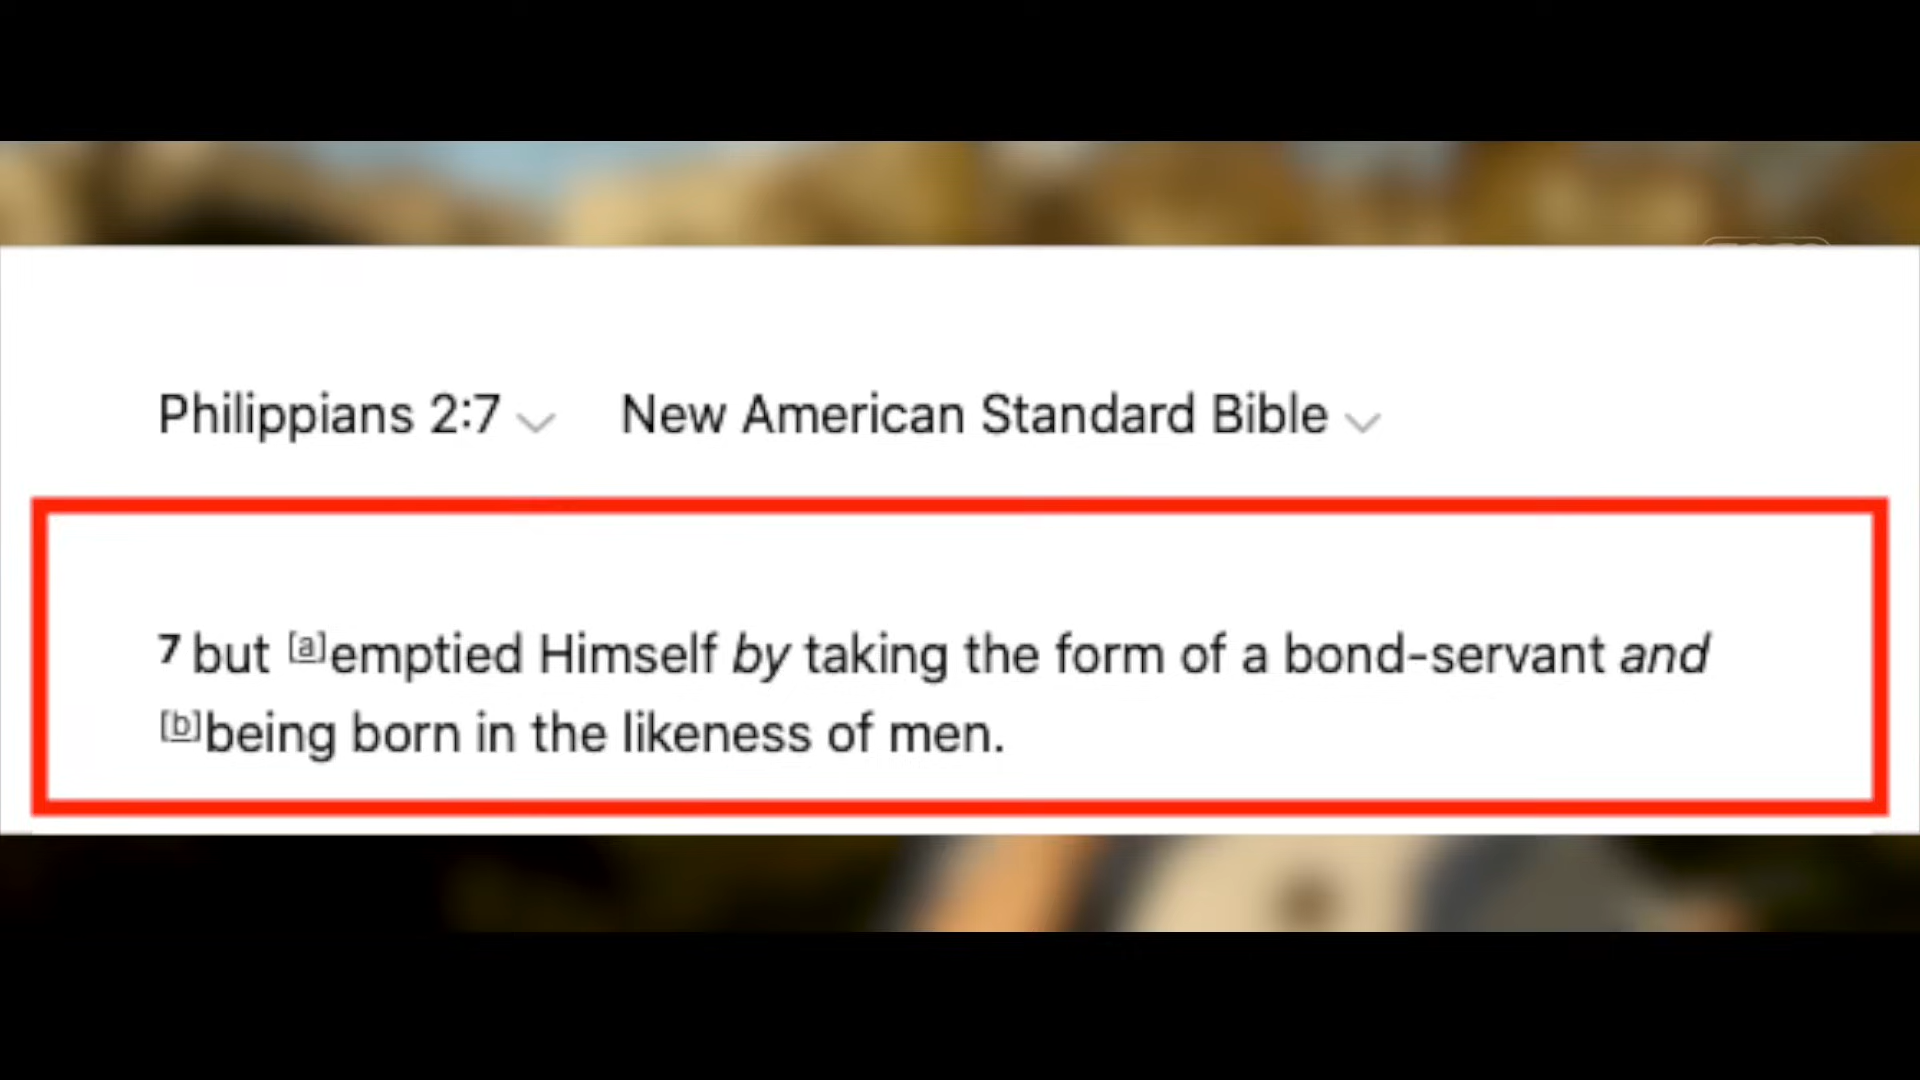 Philippians 2:7 New American Standard Bible
7 but [a]emptied Himself by taking the form of a bond-servant and
[b]being born in the likeness of men.